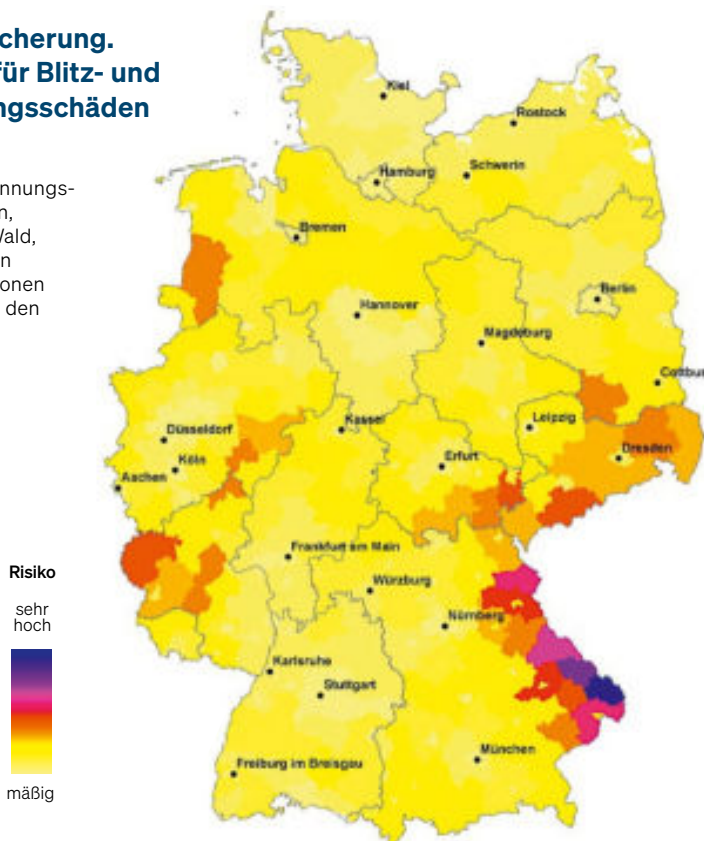 cherung.
für Blitz- und
ngsschäden
nnungs-
n,
Wald,
n
onen
den
Kiel
Rostock
Hamburg
Schwerin
Bremen
Berlin
Hannover
Magdeburg
Cottbus
Düsseldorf
Kassel
Leipzig
Köln
Erfurt
Dresden
Aachen
Frankfurt am Main
Würzburg
Nürnberg
Karlsruhe
Stuttgart
München
Freiburg im Breisgau
Risiko
sehr
hoch
mäßig